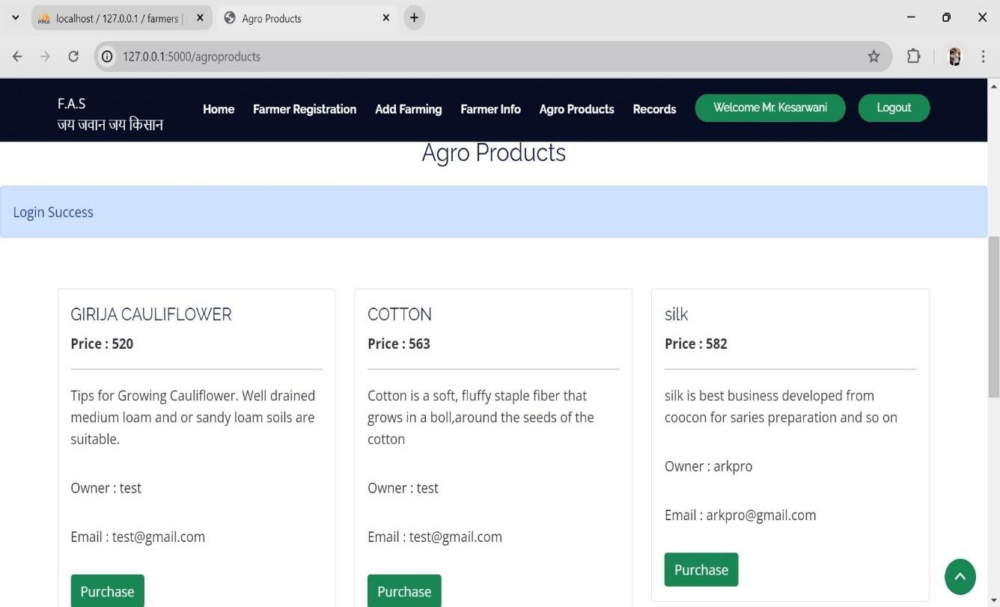 PMA localhost / 127.0.0.1 / farmers |
Agro Products
127.0.0.1:5000/agroproducts
F.A.S
जय जवान जय किसान
Home Farmer Registration Add Farming Farmer Info Agro Products Records Welcome Mr. Kesarwani Logout
Agro Products
Login Success
GIRIJA CAULIFLOWER
Price : 520
Tips for Growing Cauliflower. Well drained
medium loam and or sandy loam soils are
suitable.
Owner : test
Email : test@gmail.com
Purchase
COTTON
Price : 563
Cotton is a soft, fluffy staple fiber that
grows in a boll,around the seeds of the
cotton
Owner : test
Email : test@gmail.com
Purchase
silk
Price : 582
silk is best business developed from
coocon for saries preparation and so on
Owner : arkpro
Email : arkpro@gmail.com
Purchase